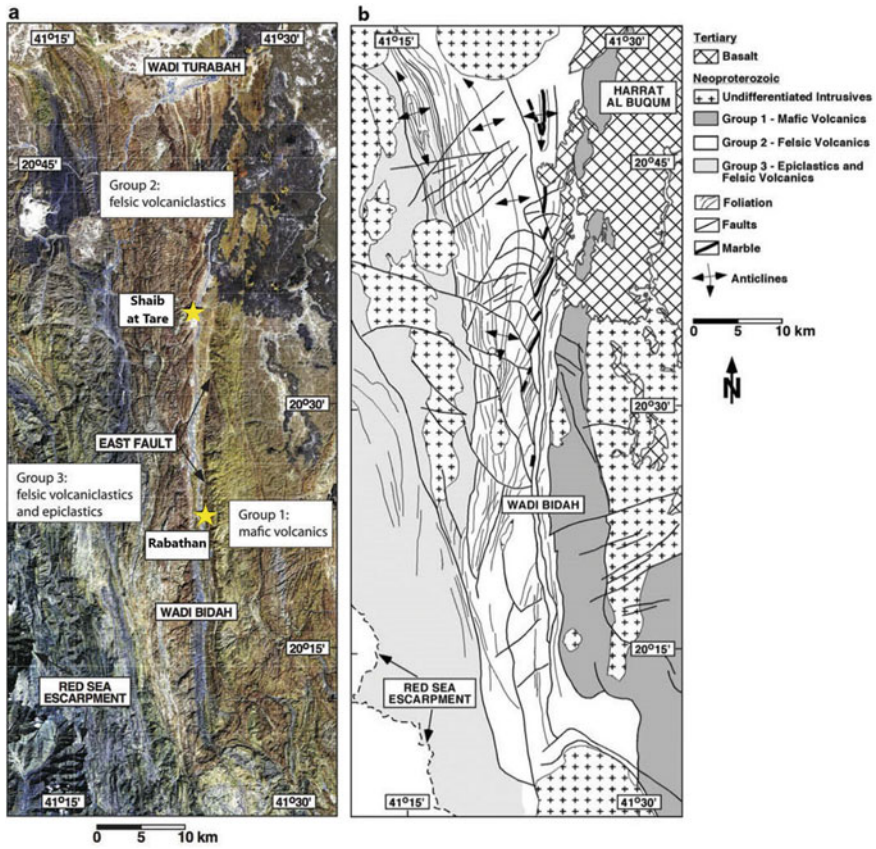 a
41°15'
41°30'
WADI TURABAH
20°45'
Group 2:
felsic volcaniclastics
Shaib
at Tare
20°30'
EAST FAULT
Group 3:
felsic volcaniclastics
and epiclastics
Group 1:
mafic volcanics
Rabathan
WADI BIDAH
20°15'
RED SEA
ESCARPMENT
41°15'
41°30'
0 5 10 km
b
41°15'
41°30'
HARRAT
AL BUQUM
20°45'
20°30'
WADI BIDAH
20°15'
RED SEA
ESCARPMENT
41°15'
41°30'
Tertiary
Basalt
Neoproterozoic
Undifferentiated Intrusives
Group 1 - Mafic Volcanics
Group 2 - Felsic Volcanics
Group 3 - Epiclastics and
Felsic Volcanics
Foliation
Faults
Marble
Anticlines
0 5 10 km
N